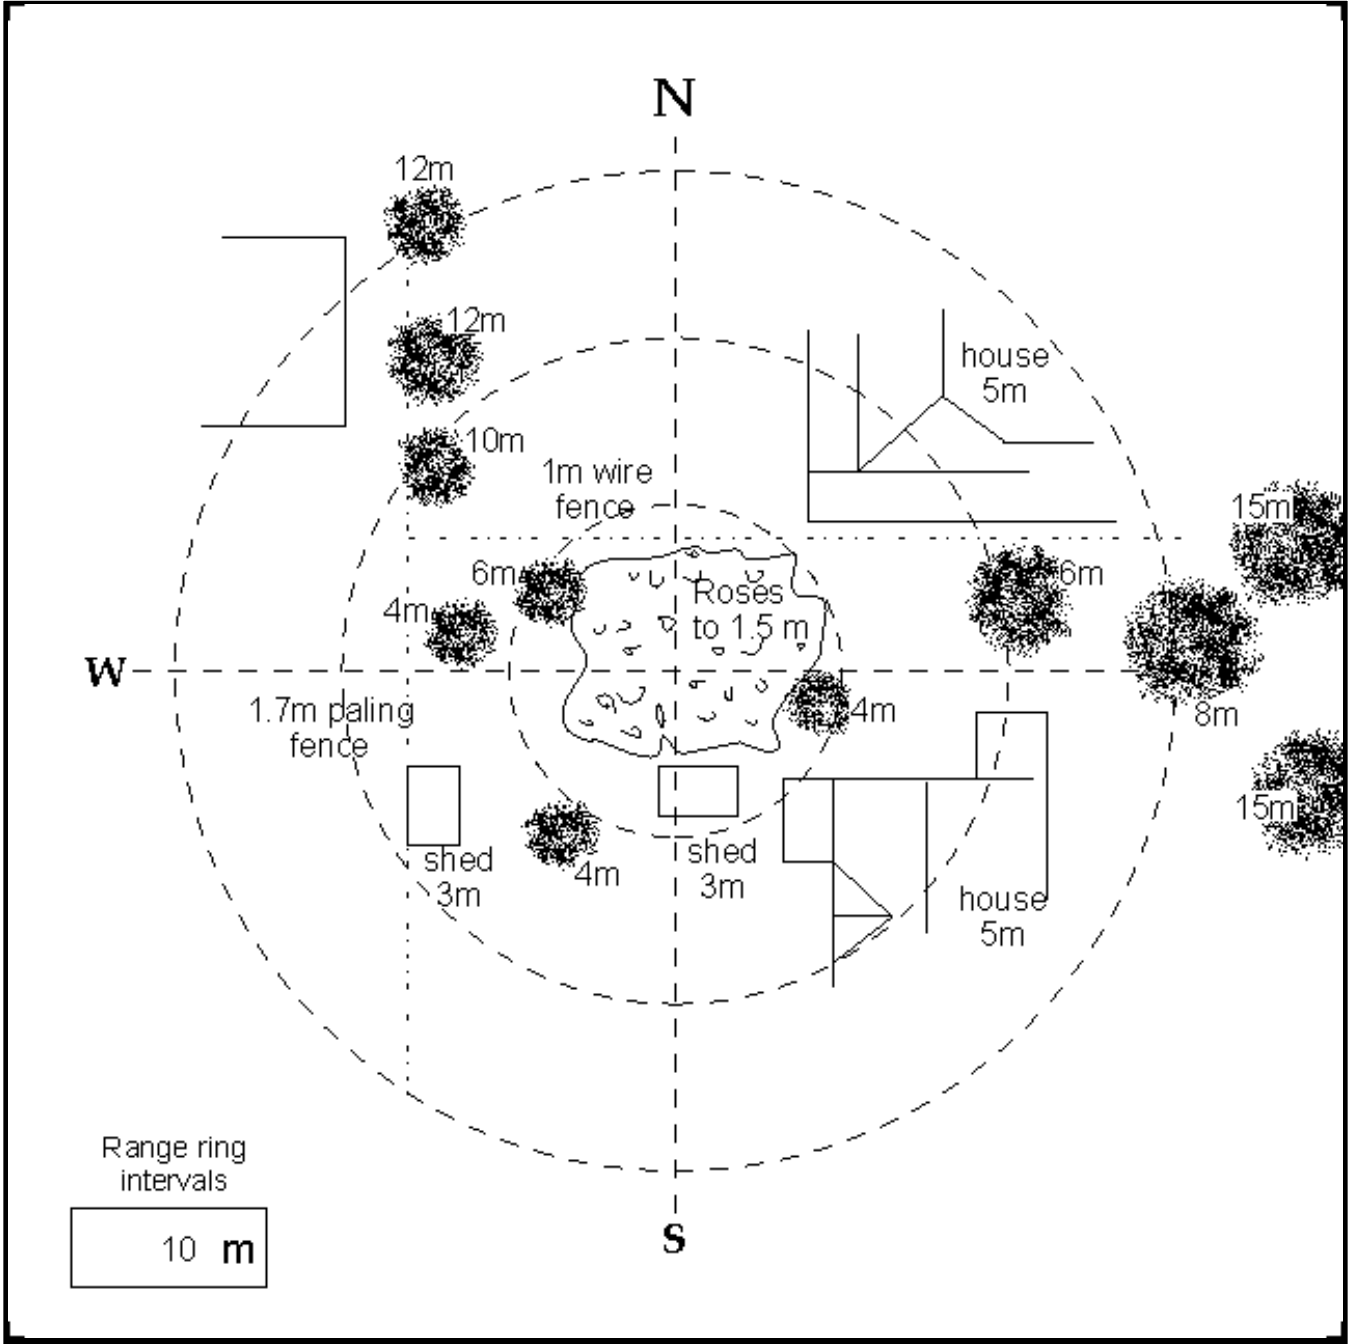 N
12m
12m
house
5m
10m
1m wire
fence
15m
6m
6m
Roses
to 1.5 m
4m
W
1.7m paling
fence
4m
8m
15m
shed
3m
4m
shed
3m
house
5m
Range ring
intervals
10 m
S